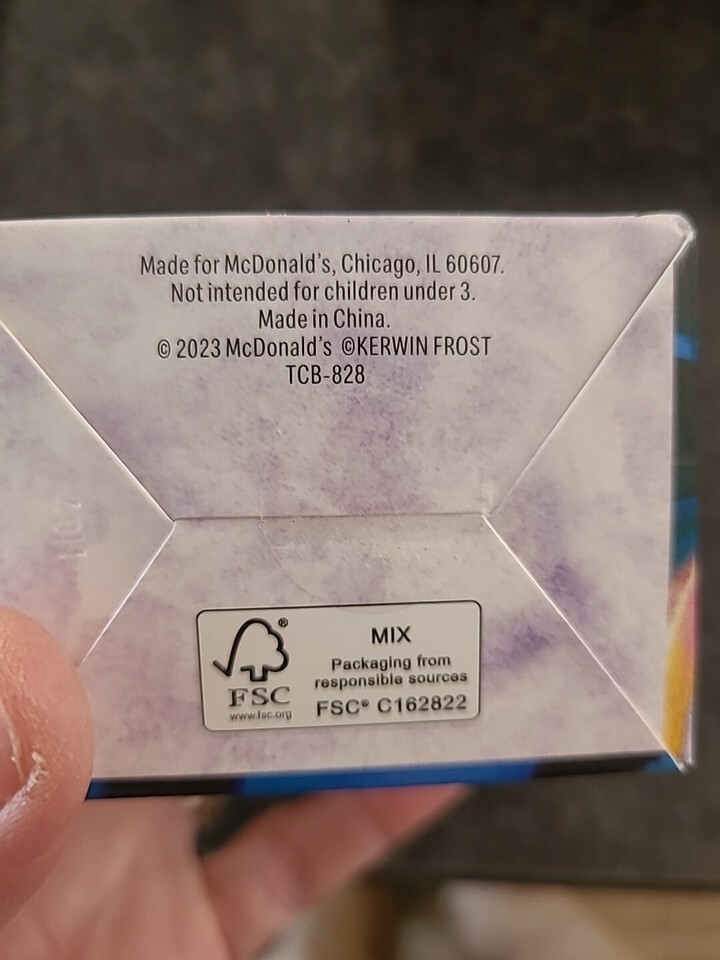 Made for McDonald's, Chicago, IL 60607.
Not intended for children under 3.
Made in China.
© 2023 McDonald's ©KERWIN FROST
TCB-828
®
FSC
www.fsc.org
MIX
Packaging from
responsible sources
FSC® C162822